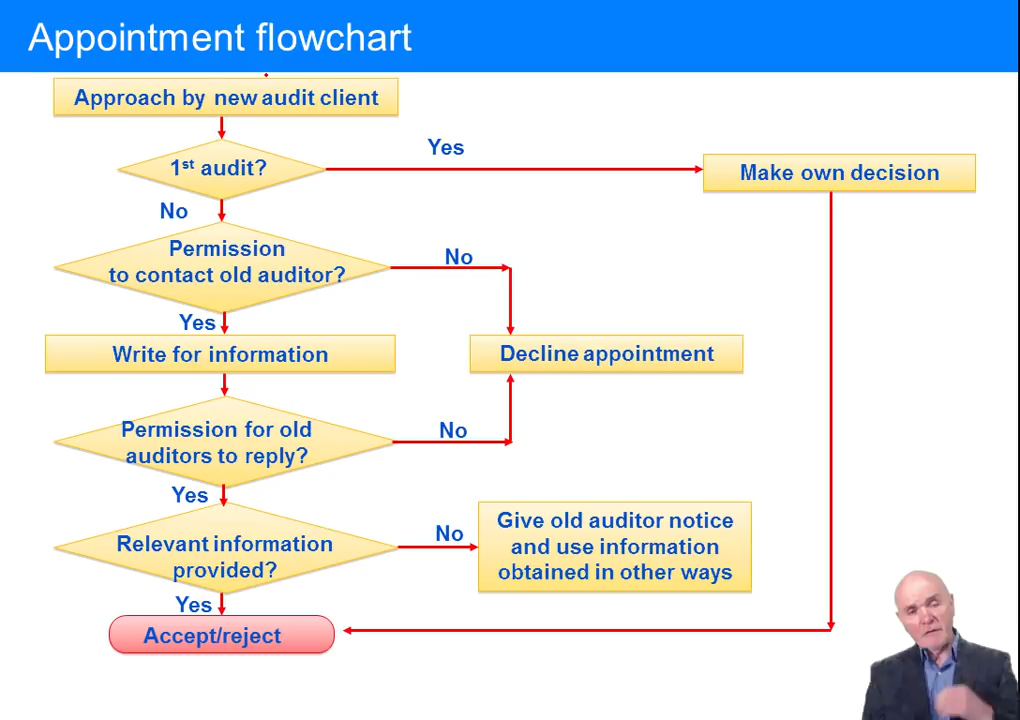 Appointment flowchart
Approach by new audit client
Yes
1st audit?
Make own decision
No
Permission
to contact old auditor?
No
Yes
Write for information
Decline appointment
Permission for old
auditors to reply?
No
Yes
Relevant information
provided?
No
Give old auditor notice
and use information
obtained in other ways
Yes
Accept/reject